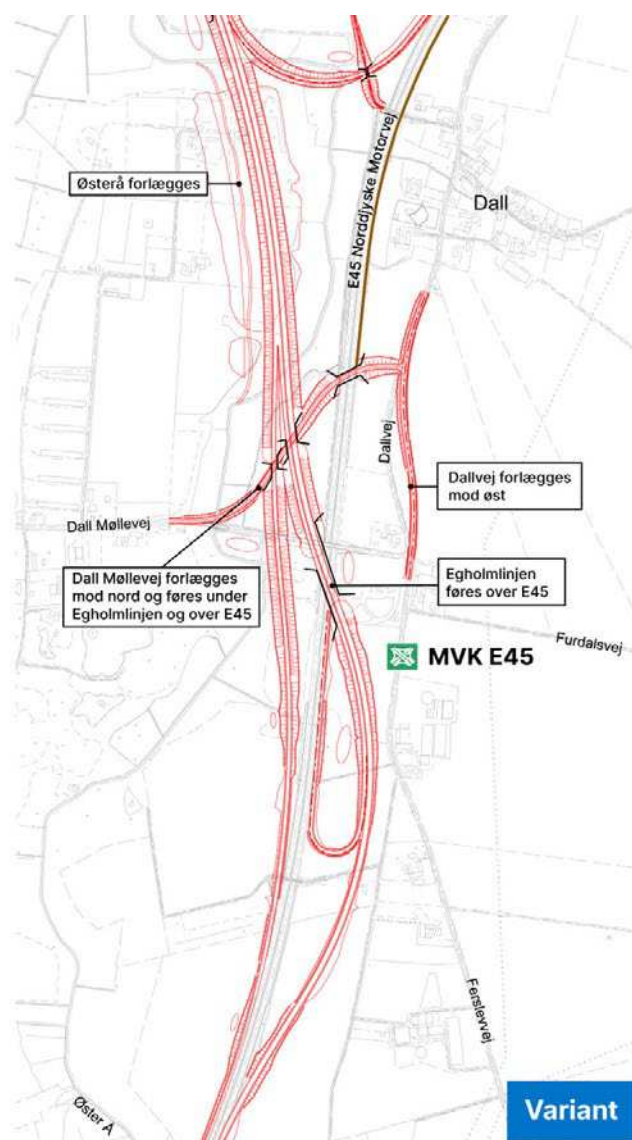 E45 Norddjyske Motorvej
Østerå forlægges
Dall
Dallvej
Dallvej forlægges
mod øst
Dall Møllevej
Dall Møllevej forlægges
mod nord og føres under
Egholmlinjen og over E45
Egholmlinjen
føres over E45
Furdalsvej
MVK E45
Ferslevvej
Øster Å
Variant